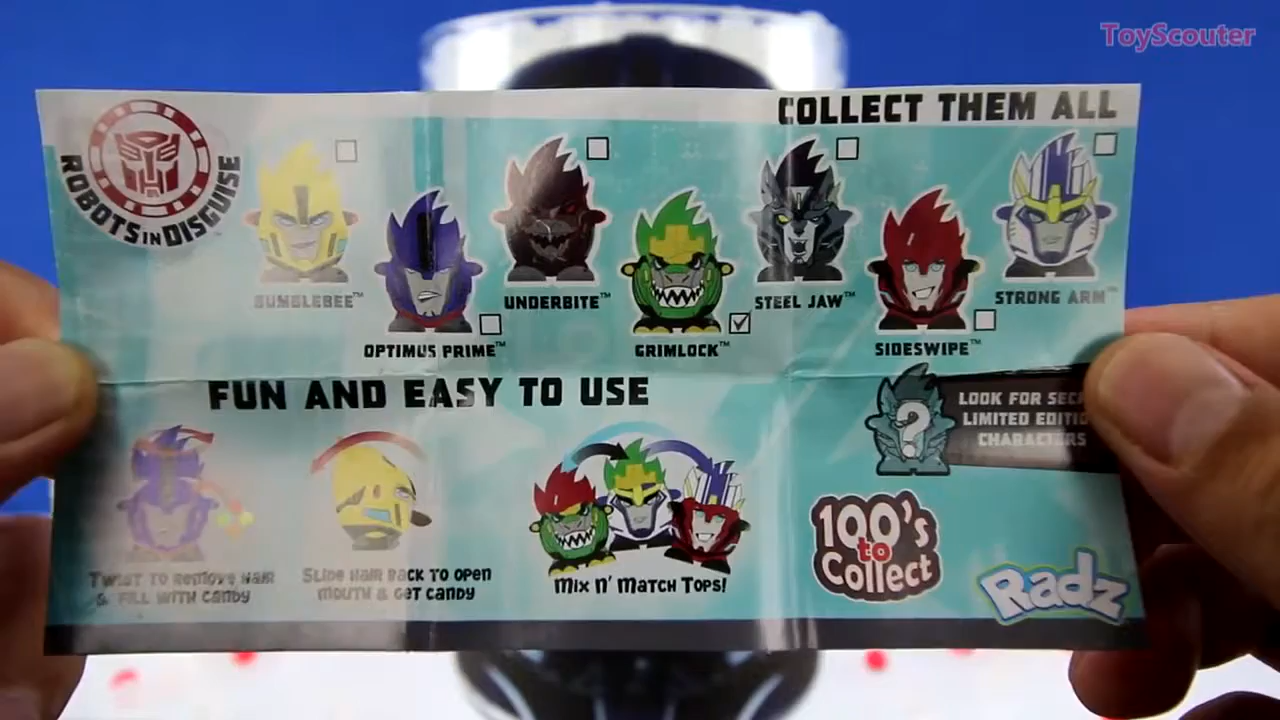 ToyScouter
COLLECT THEM ALL
ROBOTS IN DISGUISE
BUMBLEBEE™
OPTIMUS PRIME™
UNDERBITE™
GRIMLOCK™
STEEL JAW™
SIDESWIPE™
STRONG ARM™
FUN AND EASY TO USE
LOOK FOR
LIMITED
CHARACTERS
?
TWIST TO REMOVE HAIR
& FILL WITH CANDY
SLIDE HAIR BACK TO OPEN
MOUTH & GET CANDY
MIX N' MATCH TOPS!
100's
to
Collect
Radz